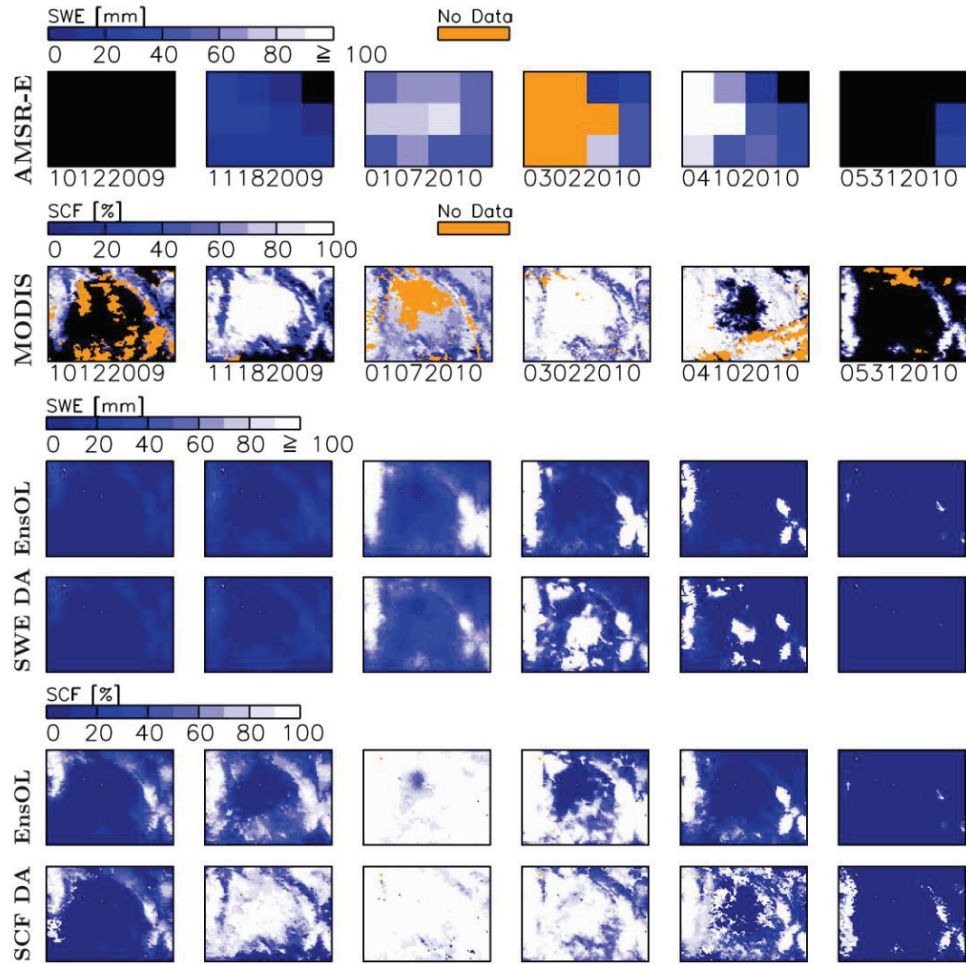 SWE [mm]
No Data
0 20 40 60 80 ≧ 100
AMSR-E
10122009 11182009 01072010 03022010 04102010 05312010
SCF [%]
No Data
0 20 40 60 80 100
MODIS
10122009 11182009 01072010 03022010 04102010 05312010
SWE [mm]
0 20 40 60 80 ≧ 100
EnsOL
SWE DA
SCF [%]
0 20 40 60 80 100
EnsOL
SCF DA